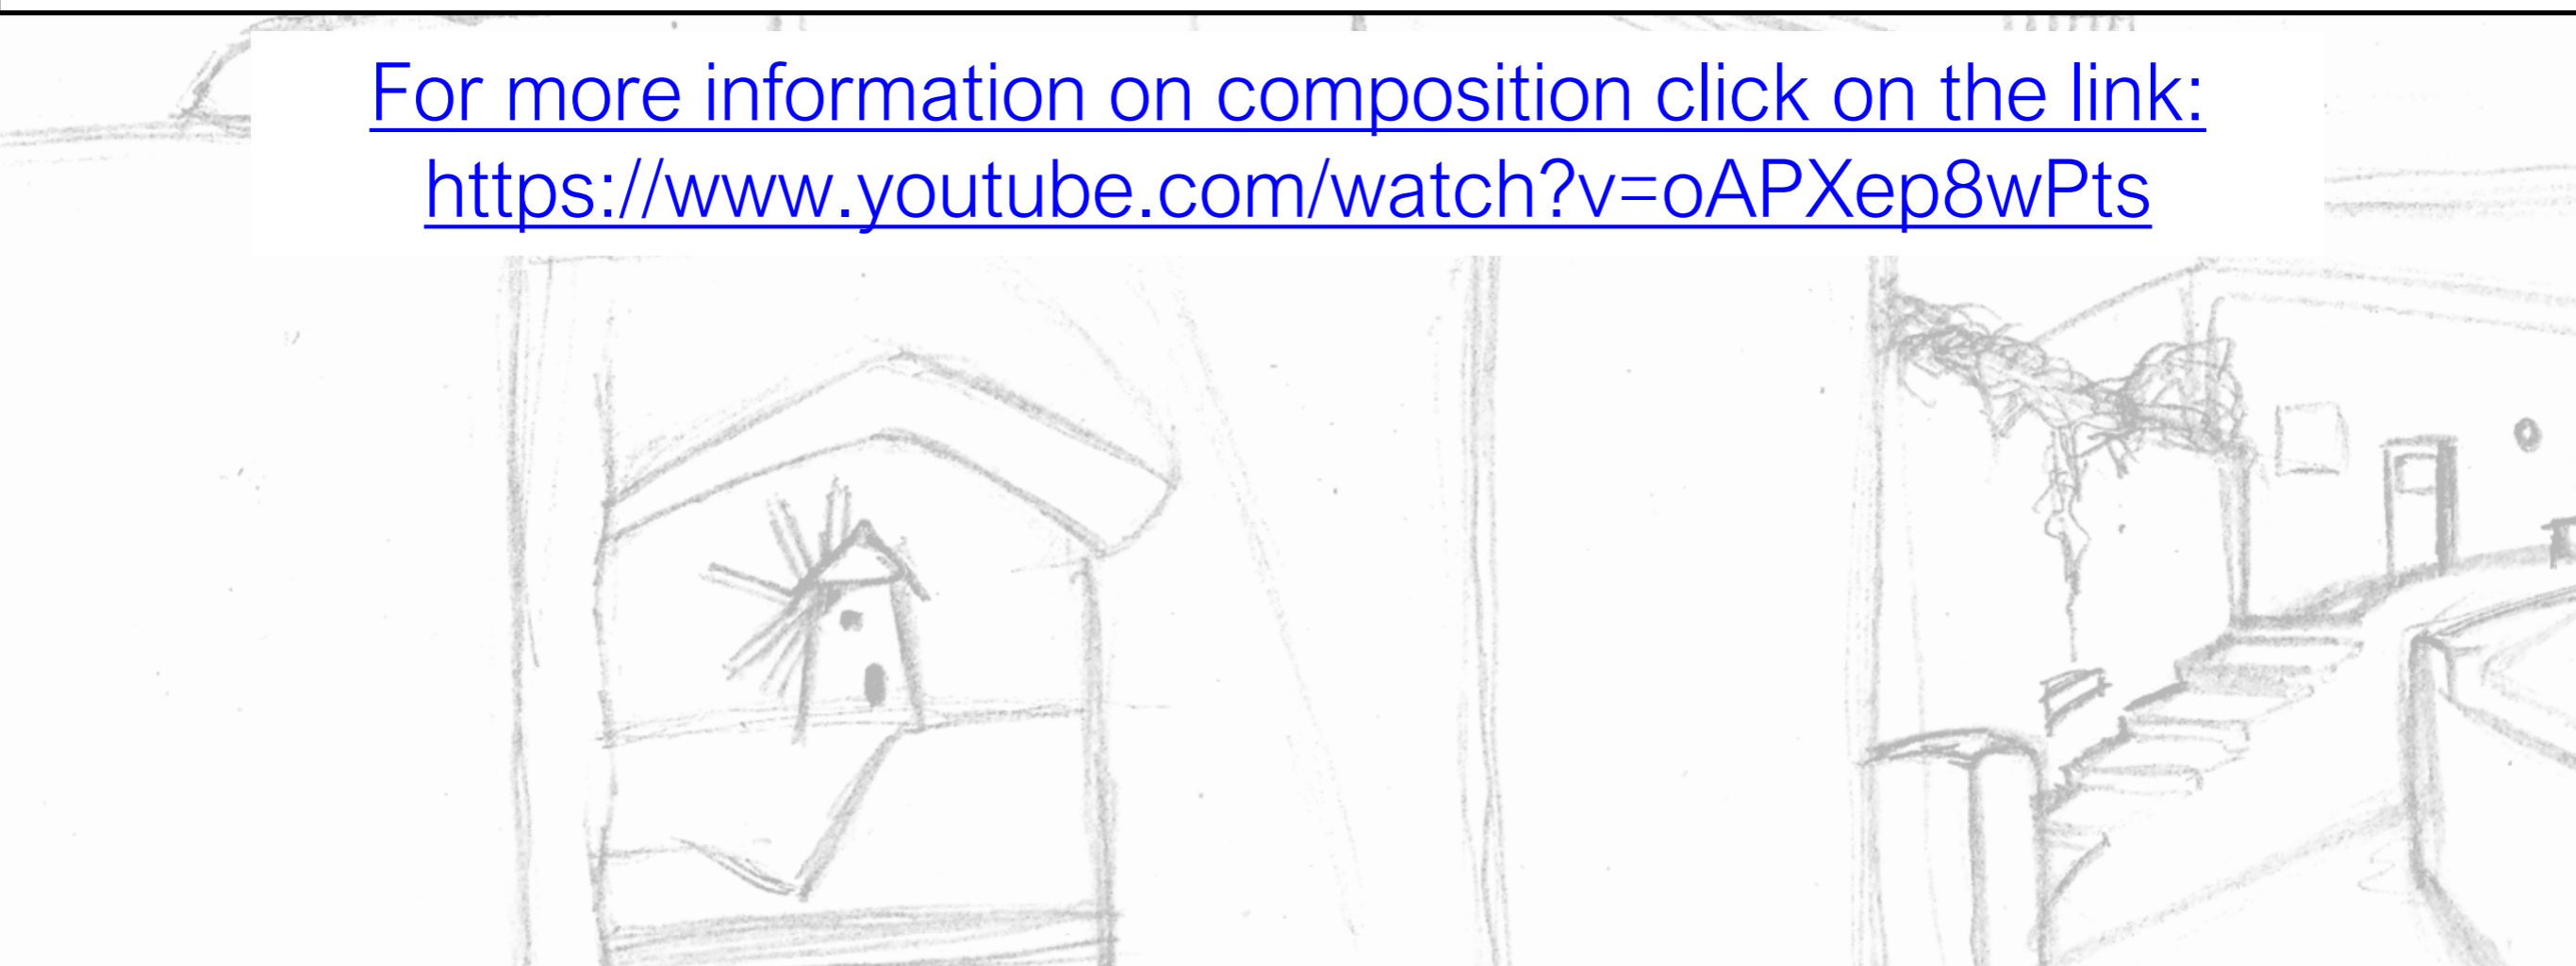 For more information on composition click on the link:
https://www.youtube.com/watch?v=oAPXep8wPts